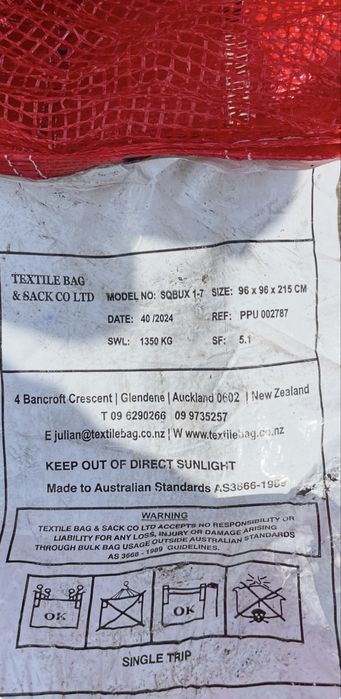 TEXTILE BAG
& SACK CO LTD
MODEL NO: SQBUX 1-7 SIZE: 96 x 96 x 215 CM
DATE: 40 /2024 REF: PPU 002787
SWL: 1350 KG SF: 5.1
4 Bancroft Crescent | Glendene | Auckland 0602 | New Zealand
T 09 6290266 09 9735257
E julian@textilebag.co.nz | W www.textilebag.co.nz
KEEP OUT OF DIRECT SUNLIGHT
Made to Australian Standards AS3666-1989
WARNING
TEXTILE BAG & SACK CO LTD ACCEPTS NO RESPONSIBILITY OR
LIABILITY FOR ANY LOSS, INJURY OR DAMAGE ARISING
THROUGH BULK BAG USAGE OUTSIDE AUSTRALIAN STANDARDS
AS 3668 - 1989 GUIDELINES.
OK OK
SINGLE TRIP